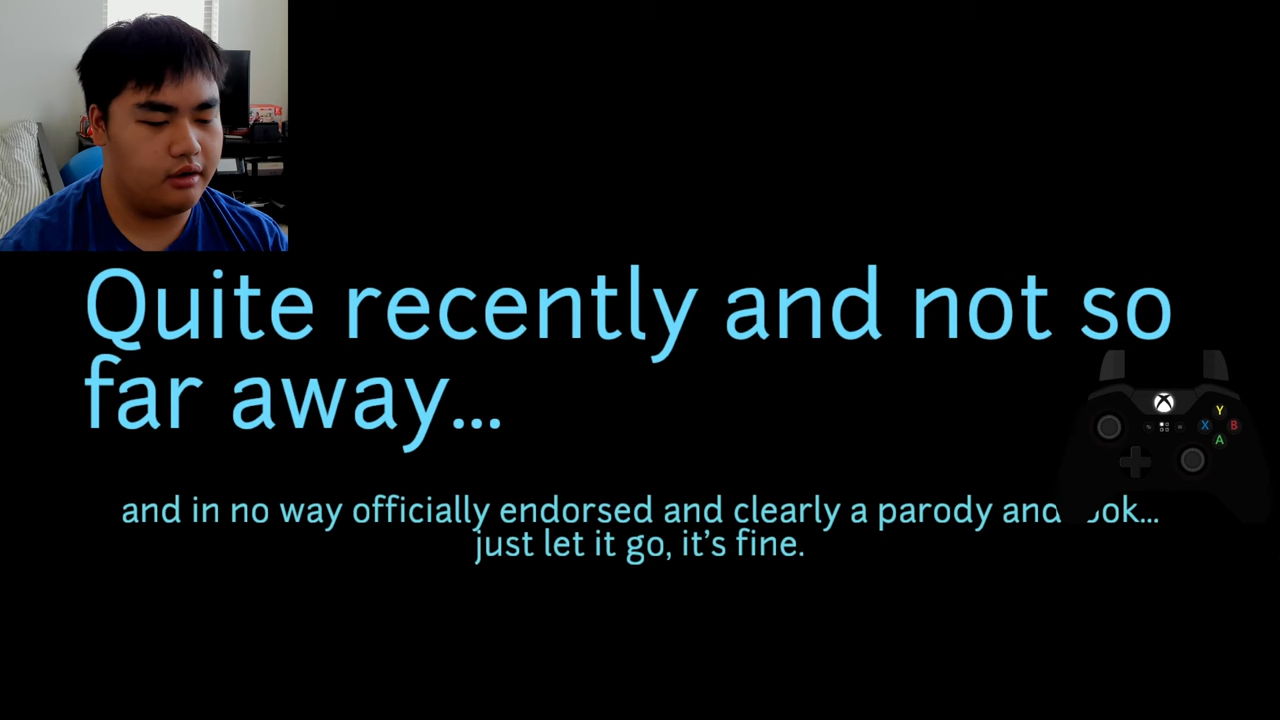 Quite recently and not so
far away...
and in no way officially endorsed and clearly a parody and
just let it go, it's fine.
Y
X B
A